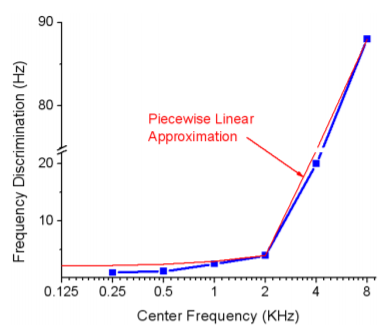 90
80
20
10
Frequency Discrimination (Hz)
Piecewise Linear
Approximation
0.125 0.25 0.5 1 2 4 8
Center Frequency (KHz)